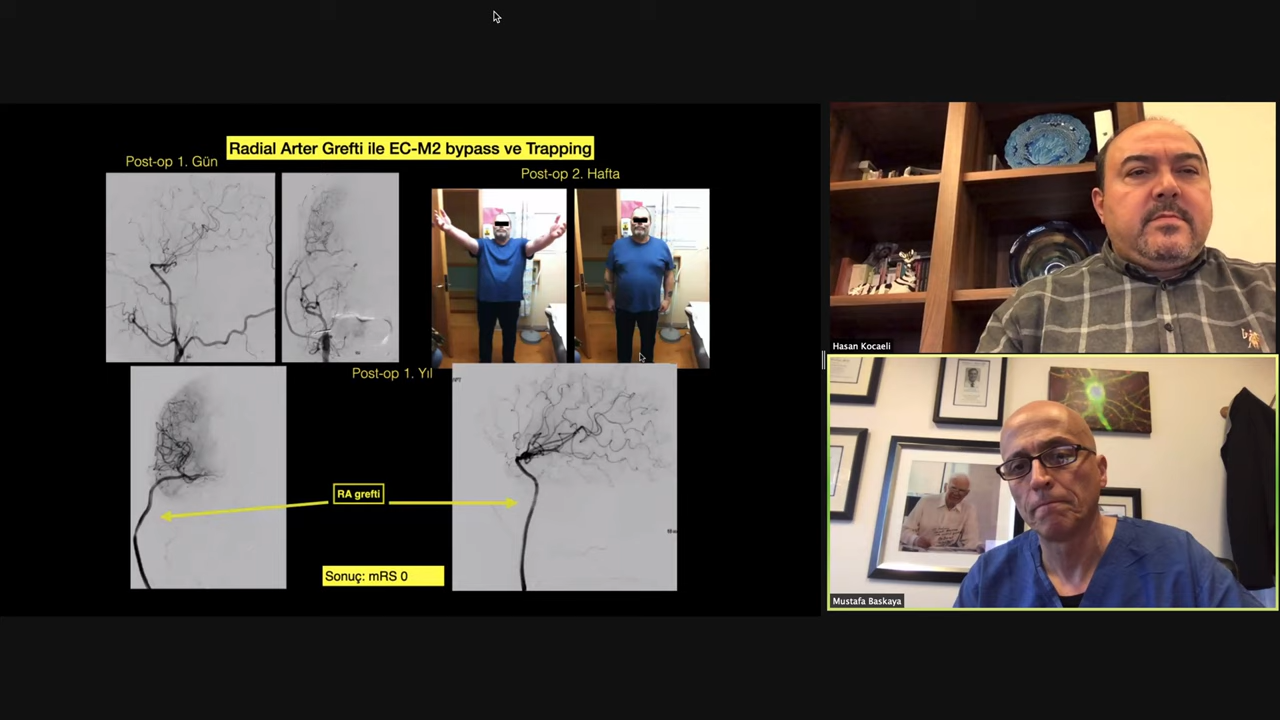 Radial Arter Grefti ile EC-M2 bypass ve Trapping
Post-op 1. Gün
Post-op 2. Hafta
Post-op 1. Yıl
RA grefti
Sonuç: mRS 0
Hasan Kocaeli
Mustafa Baskaya